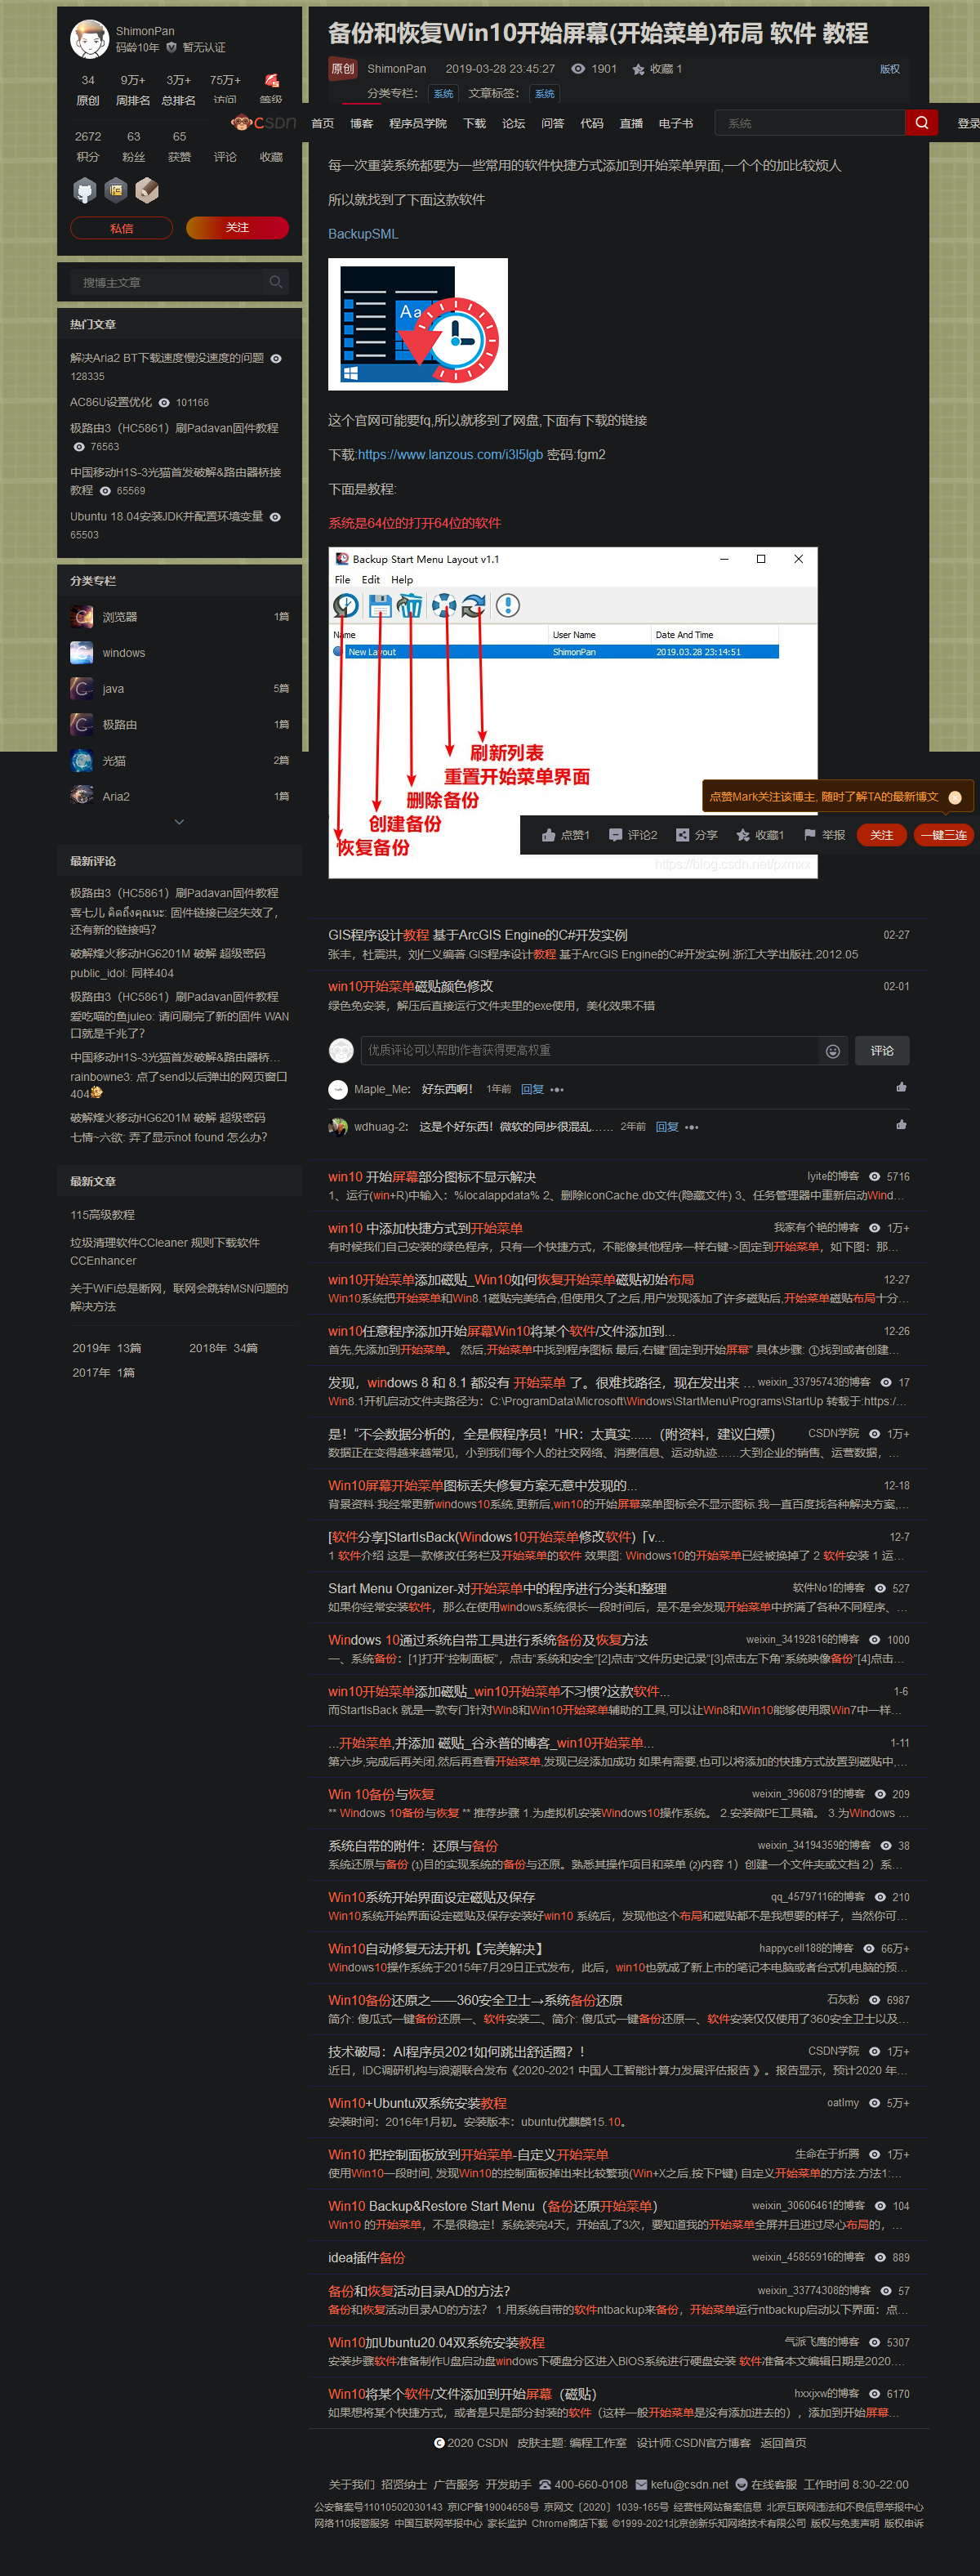 ShimonPan
码龄10年 暂无认证
34 9万+ 3万+ 75万+
原创 周排名 总排名 访问 等级
2672 63 65
积分 粉丝 获赞 评论 收藏
私信 关注
搜博主文章
热门文章
解决Aria2 BT下载速度慢没速度的问题
128335
AC86U设置优化 101166
极路由3（HC5861）刷Padavan固件教程
76563
中国移动H1S-3光猫首发破解&路由器桥接
教程 65569
Ubuntu 18.04安装JDK并配置环境变量
65503
分类专栏
浏览器 1篇
windows
java 5篇
极路由 1篇
光猫 2篇
Aria2 1篇
最新评论
极路由3（HC5861）刷Padavan固件教程
喜七儿 คิดถึงคุณนะ: 固件链接已经失效了，
还有新的链接吗?
破解烽火移动HG6201M 破解 超级密码
public_idol: 同样404
极路由3（HC5861）刷Padavan固件教程
爱吃喵的鱼juleo: 请问刷完了新的固件 WAN
口就是千兆了?
中国移动H1S-3光猫首发破解&路由器桥…
rainbowne3: 点了send以后弹出的网页窗口
404
破解烽火移动HG6201M 破解 超级密码
七情~六欲: 弄了显示not found 怎么办?
最新文章
115高级教程
垃圾清理软件CCleaner 规则下载软件
CCEnhancer
关于WiFi总是断网，联网会跳转MSN问题的
解决方法
2019年 13篇 2018年 34篇
2017年 1篇
备份和恢复Win10开始屏幕(开始菜单)布局 软件 教程
原创 ShimonPan 2019-03-28 23:45:27 1901 收藏 1 版权
分类专栏： 系统 文章标签： 系统
CSDN 首页 博客 程序员学院 下载 论坛 问答 代码 直播 电子书 系统 登录
每一次重装系统都要为一些常用的软件快捷方式添加到开始菜单界面,一个个的加比较烦人
所以就找到了下面这款软件
BackupSML
Aa
这个官网可能要fq,所以就移到了网盘,下面有下载的链接
下载:https://www.lanzous.com/i3l5lgb 密码:fgm2
下面是教程:
系统是64位的打开64位的软件
Backup Start Menu Layout v1.1
File Edit Help
Name User Name Date And Time
New Layout ShimonPan 2019.03.28 23:14:51
刷新列表
重置开始菜单界面
删除备份
创建备份
恢复备份
点赞Mark关注该博主, 随时了解TA的最新博文
点赞1 评论2 分享 收藏1 举报 关注 一键三连
https://blog.csdn.net/pxmxx
GIS程序设计教程 基于ArcGIS Engine的C#开发实例 02-27
张丰，杜震洪，刘仁义编著.GIS程序设计教程 基于ArcGIS Engine的C#开发实例.浙江大学出版社,2012.05
win10开始菜单磁贴颜色修改 02-01
绿色免安装，解压后直接运行文件夹里的exe使用，美化效果不错
优质评论可以帮助作者获得更高权重 评论
Maple_Me: 好东西啊！ 1年前 回复 •••
wdhuag-2: 这是个好东西！微软的同步很混乱…… 2年前 回复 •••
win10 开始屏幕部分图标不显示解决 lyite的博客 5716
1、运行(win+R)中输入：%localappdata% 2、删除IconCache.db文件(隐藏文件) 3、任务管理器中重新启动Wind…
win10 中添加快捷方式到开始菜单 我家有个艳的博客 1万+
有时候我们自己安装的绿色程序，只有一个快捷方式，不能像其他程序一样右键->固定到开始菜单，如下图：那…
win10开始菜单添加磁贴_Win10如何恢复开始菜单磁贴初始布局 12-27
Win10系统把开始菜单和Win8.1磁贴完美结合,但使用久了之后,用户发现添加了许多磁贴后,开始菜单磁贴布局十分…
win10任意程序添加开始屏幕Win10将某个软件/文件添加到... 12-26
首先,先添加到开始菜单。 然后,开始菜单中找到程序图标 最后,右键“固定到开始屏幕” 具体步骤: ①找到或者创建…
发现，windows 8 和 8.1 都没有 开始菜单 了。很难找路径，现在发出来 … weixin_33795743的博客 17
Win8.1开机启动文件夹路径为：C:\ProgramData\Microsoft\Windows\StartMenu\Programs\StartUp 转载于:https:/…
是！“不会数据分析的，全是假程序员！”HR：太真实......（附资料，建议白嫖） CSDN学院 1万+
数据正在变得越来越常见，小到我们每个人的社交网络、消费信息、运动轨迹……大到企业的销售、运营数据，…
Win10屏幕开始菜单图标丢失修复方案无意中发现的... 12-18
背景资料:我经常更新windows10系统,更新后,win10的开始屏幕菜单图标会不显示图标.我一直百度找各种解决方案,…
[软件分享]StartIsBack(Windows10开始菜单修改软件)「v... 12-7
1 软件介绍 这是一款修改任务栏及开始菜单的软件 效果图: Windows10的开始菜单已经被换掉了 2 软件安装 1 运…
Start Menu Organizer-对开始菜单中的程序进行分类和整理 软件No1的博客 527
如果你经常安装软件，那么在使用windows系统很长一段时间后，是不是会发现开始菜单中挤满了各种不同程序、…
Windows 10通过系统自带工具进行系统备份及恢复方法 weixin_34192816的博客 1000
一、系统备份：[1]打开“控制面板”，点击“系统和安全”[2]点击“文件历史记录”[3]点击左下角“系统映像备份”[4]点击…
win10开始菜单添加磁贴_win10开始菜单不习惯?这款软件... 1-6
而StartIsBack 就是一款专门针对Win8和Win10开始菜单辅助的工具,可以让Win8和Win10能够使用跟Win7中一样…
...开始菜单,并添加 磁贴_谷永普的博客_win10开始菜单... 1-11
第六步,完成后再关闭,然后再查看开始菜单,发现已经添加成功 如果有需要,也可以将添加的快捷方式放置到磁贴中,…
Win 10备份与恢复 weixin_39608791的博客 209
** Windows 10备份与恢复 ** 推荐步骤 1.为虚拟机安装Windows10操作系统。 2.安装微PE工具箱。 3.为Windows …
系统自带的附件：还原与备份 weixin_34194359的博客 38
系统还原与备份 ⑴目的实现系统的备份与还原。熟悉其操作项目和菜单 ⑵内容 1）创建一个文件夹或文档 2）系…
Win10系统开始界面设定磁贴及保存 qq_45797116的博客 210
Win10系统开始界面设定磁贴及保存安装好win10 系统后，发现他这个布局和磁贴都不是我想要的样子，当然你可…
Win10自动修复无法开机【完美解决】 happycell188的博客 66万+
Windows10操作系统于2015年7月29日正式发布，此后，win10也就成了新上市的笔记本电脑或者台式机电脑的预…
Win10备份还原之——360安全卫士→系统备份还原 石灰粉 6987
简介: 傻瓜式一键备份还原一、软件安装二、简介: 傻瓜式一键备份还原一、软件安装仅仅使用了360安全卫士以及…
技术破局：AI程序员2021如何跳出舒适圈？！ CSDN学院 1万+
近日，IDC调研机构与浪潮联合发布《2020-2021 中国人工智能计算力发展评估报告 》。报告显示，预计2020 年…
Win10+Ubuntu双系统安装教程 oatlmy 5万+
安装时间：2016年1月初。安装版本：ubuntu优麒麟15.10。
Win10 把控制面板放到开始菜单-自定义开始菜单 生命在于折腾 1万+
使用Win10一段时间, 发现Win10的控制面板掉出来比较繁琐(Win+X之后,按下P键) 自定义开始菜单的方法:方法1:…
Win10 Backup&Restore Start Menu（备份还原开始菜单） weixin_30606461的博客 104
Win10 的开始菜单，不是很稳定！系统装完4天，开始乱了3次，要知道我的开始菜单全屏并且进过尽心布局的，…
idea插件备份 weixin_45855916的博客 889
备份和恢复活动目录AD的方法？ weixin_33774308的博客 57
备份和恢复活动目录AD的方法？ 1.用系统自带的软件ntbackup来备份，开始菜单运行ntbackup启动以下界面：点…
Win10加Ubuntu20.04双系统安装教程 气派飞鹰的博客 5307
安装步骤软件准备制作U盘启动盘windows下硬盘分区进入BIOS系统进行硬盘安装 软件准备本文编辑日期是2020.…
Win10将某个软件/文件添加到开始屏幕（磁贴） hxxjxw的博客 6170
如果想将某个快捷方式，或者是只是部分封装的软件（这样一般开始菜单是没有添加进去的），添加到开始屏幕…
2020 CSDN 皮肤主题: 编程工作室 设计师:CSDN官方博客 返回首页
关于我们 招贤纳士 广告服务 开发助手 400-660-0108 kefu@csdn.net 在线客服 工作时间 8:30-22:00
公安备案号11010502030143 京ICP备19004658号 京网文〔2020〕1039-165号 经营性网站备案信息 北京互联网违法和不良信息举报中心
网络110报警服务 中国互联网举报中心 家长监护 Chrome商店下载 ©1999-2021北京创新乐知网络技术有限公司 版权与免责声明 版权申诉